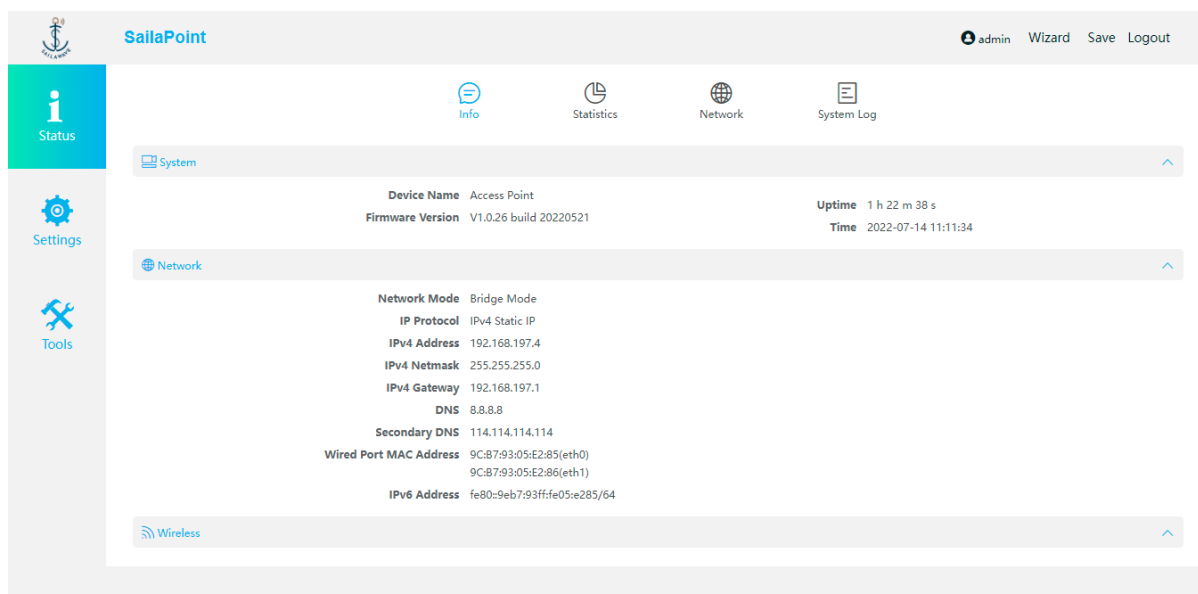 SAILAWAVE
SailaPoint
admin Wizard Save Logout
Status
Settings
Tools
Info Statistics Network System Log
System
Device Name Access Point
Firmware Version V1.0.26 build 20220521
Uptime 1 h 22 m 38 s
Time 2022-07-14 11:11:34
Network
Network Mode Bridge Mode
IP Protocol IPv4 Static IP
IPv4 Address 192.168.197.4
IPv4 Netmask 255.255.255.0
IPv4 Gateway 192.168.197.1
DNS 8.8.8.8
Secondary DNS 114.114.114.114
Wired Port MAC Address 9C:B7:93:05:E2:85(eth0)
9C:B7:93:05:E2:86(eth1)
IPv6 Address fe80::9eb7:93ff:fe05:e285/64
Wireless